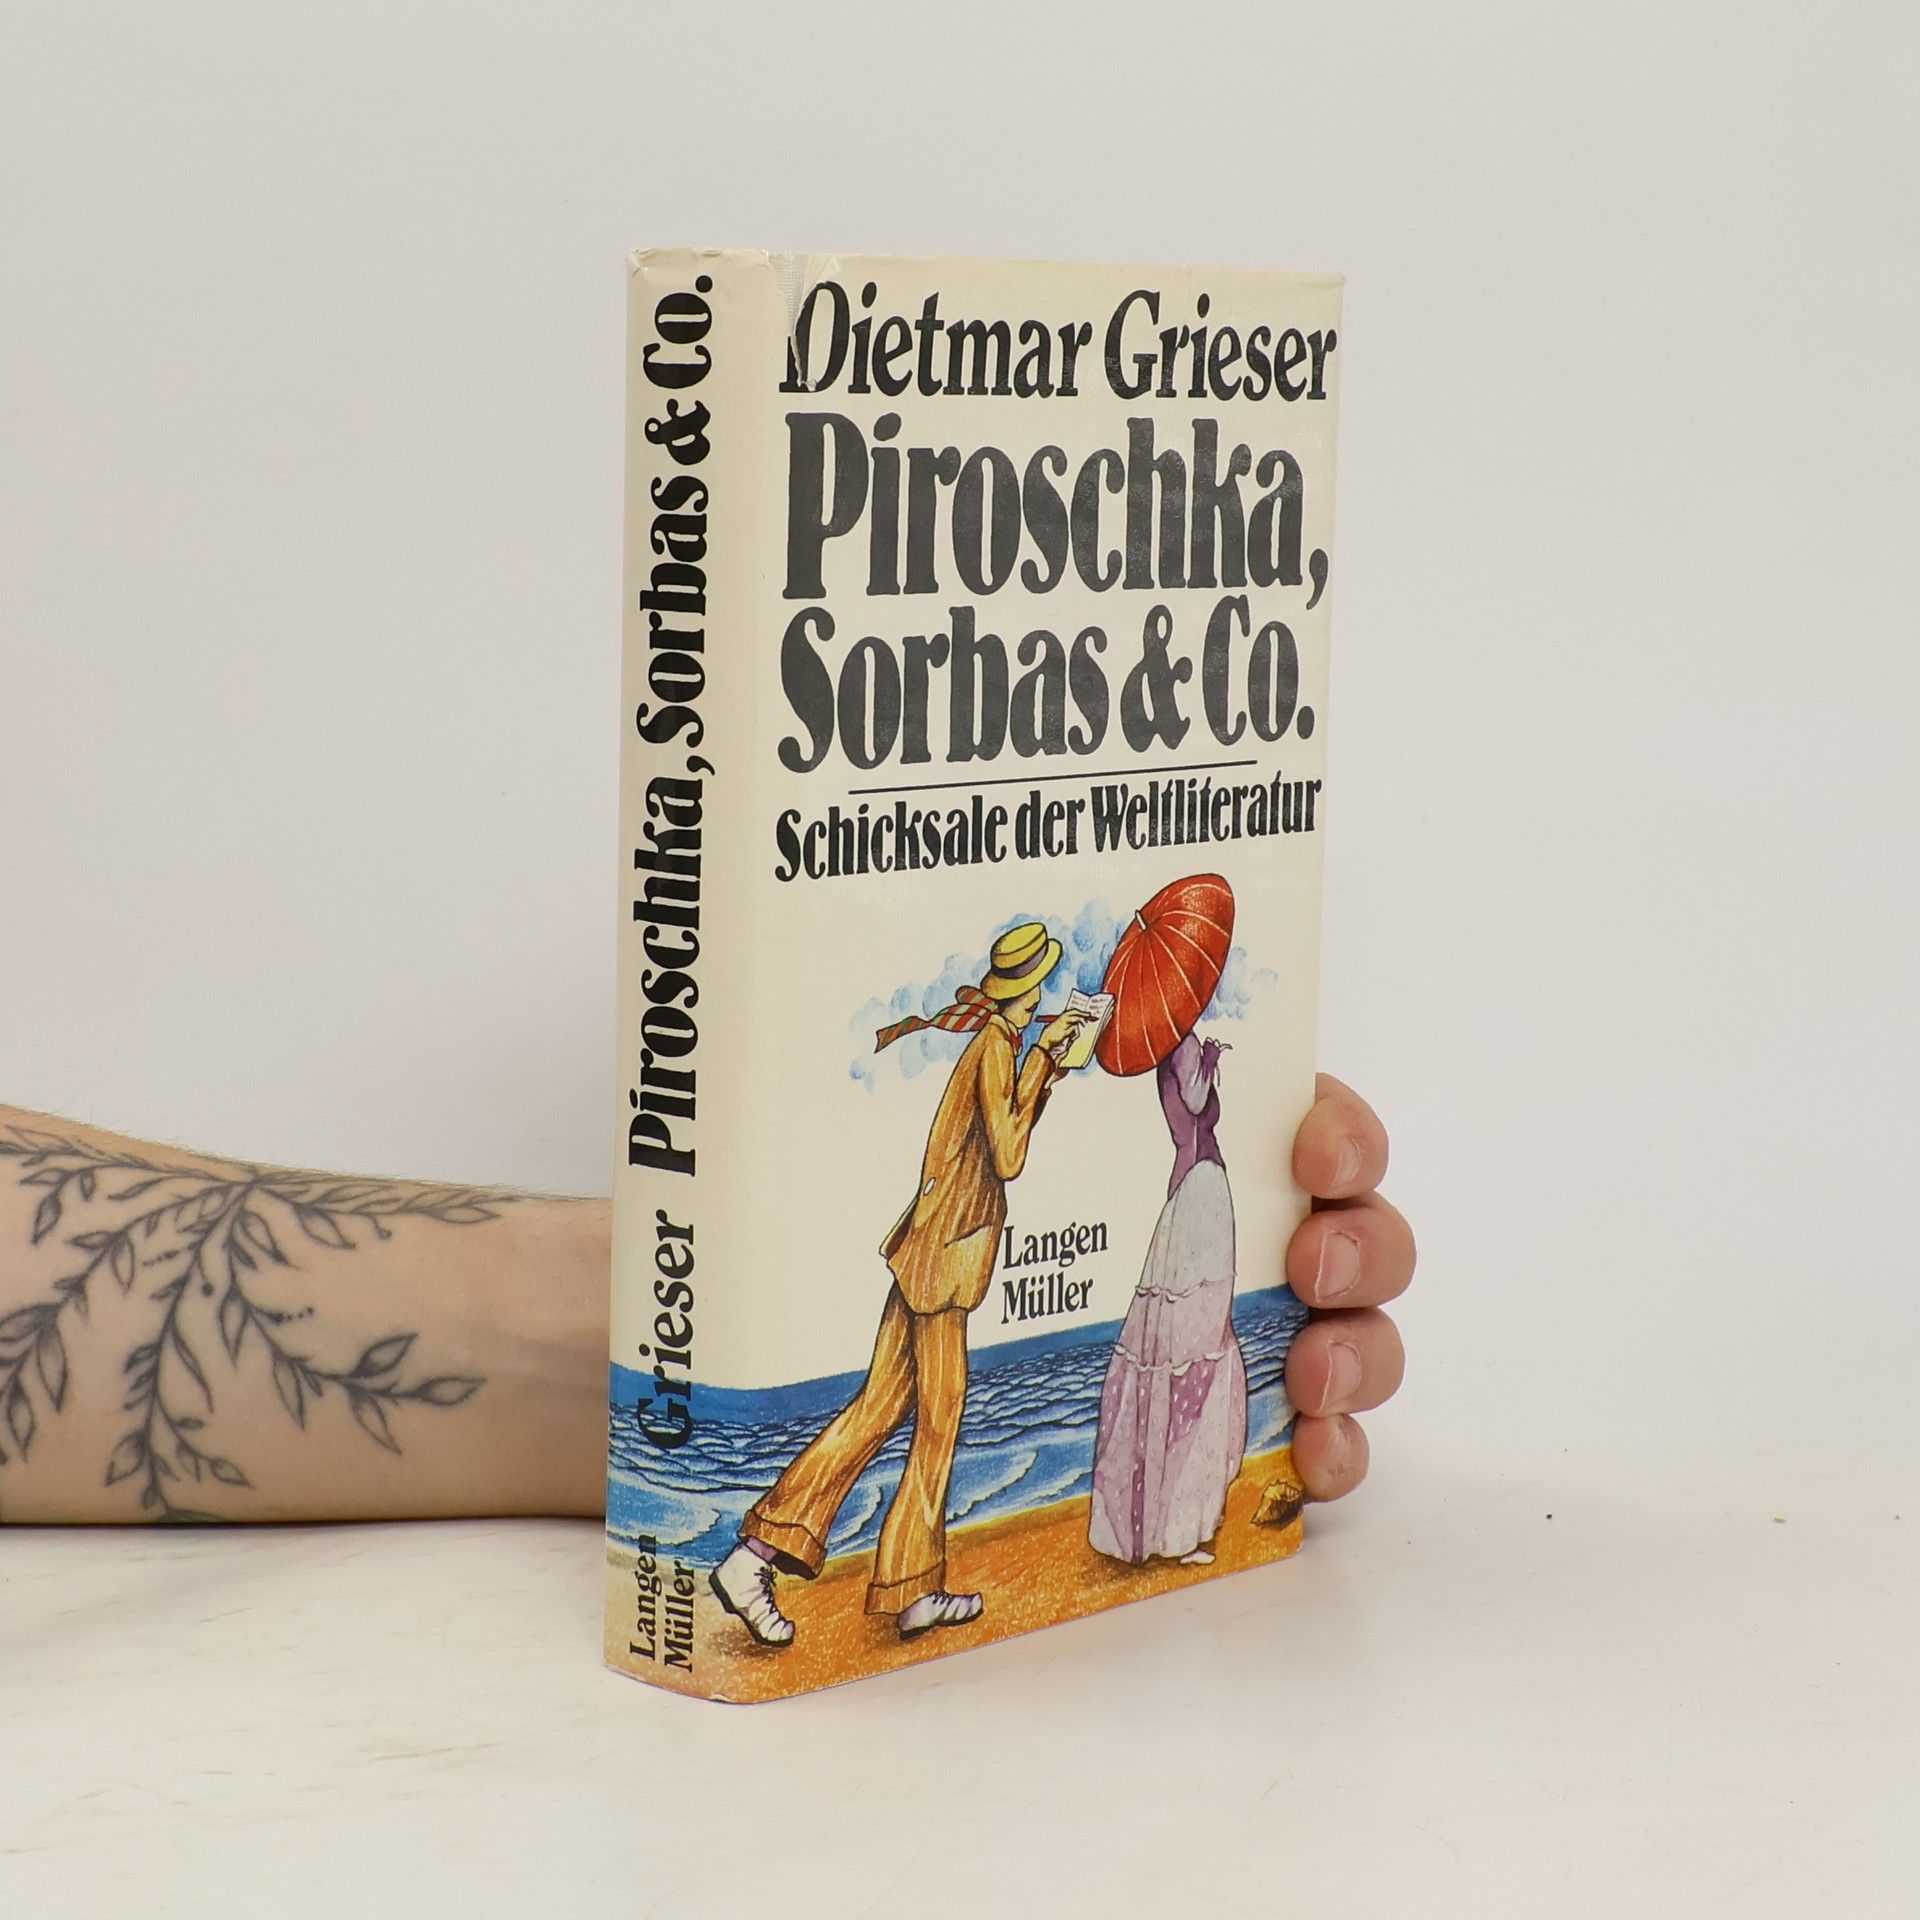 Dietmar Grieser
Piroschka,
Sorbas & Co.
Schicksale der Weltliteratur
Langen
Müller
Grieser Piroschka, Sorbas & Co.
Langen
Müller